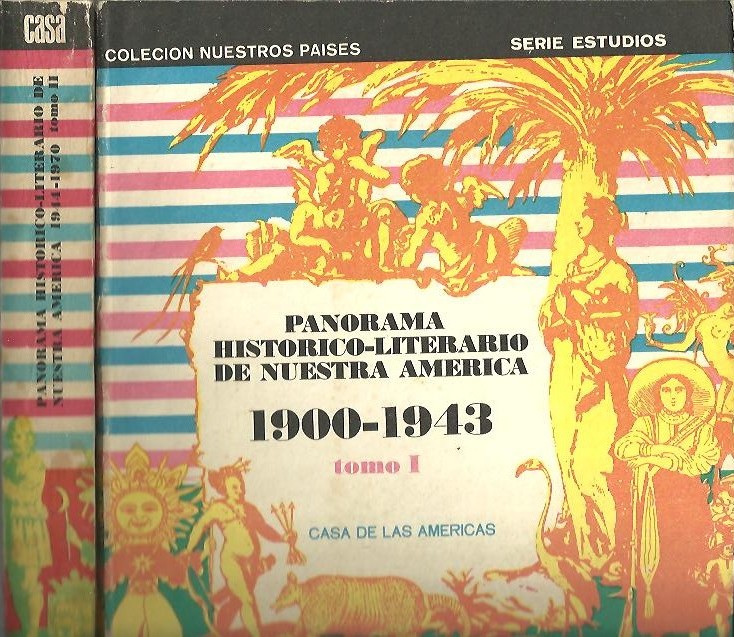 casa
PANORAMA HISTORICO-LITERARIO DE
NUESTRA AMERICA 1944-1970 tomo II
COLECION NUESTROS PAISES
SERIE ESTUDIOS
PANORAMA
HISTORICO-LITERARIO
DE NUESTRA AMERICA
1900-1943
tomo I
CASA DE LAS AMERICAS